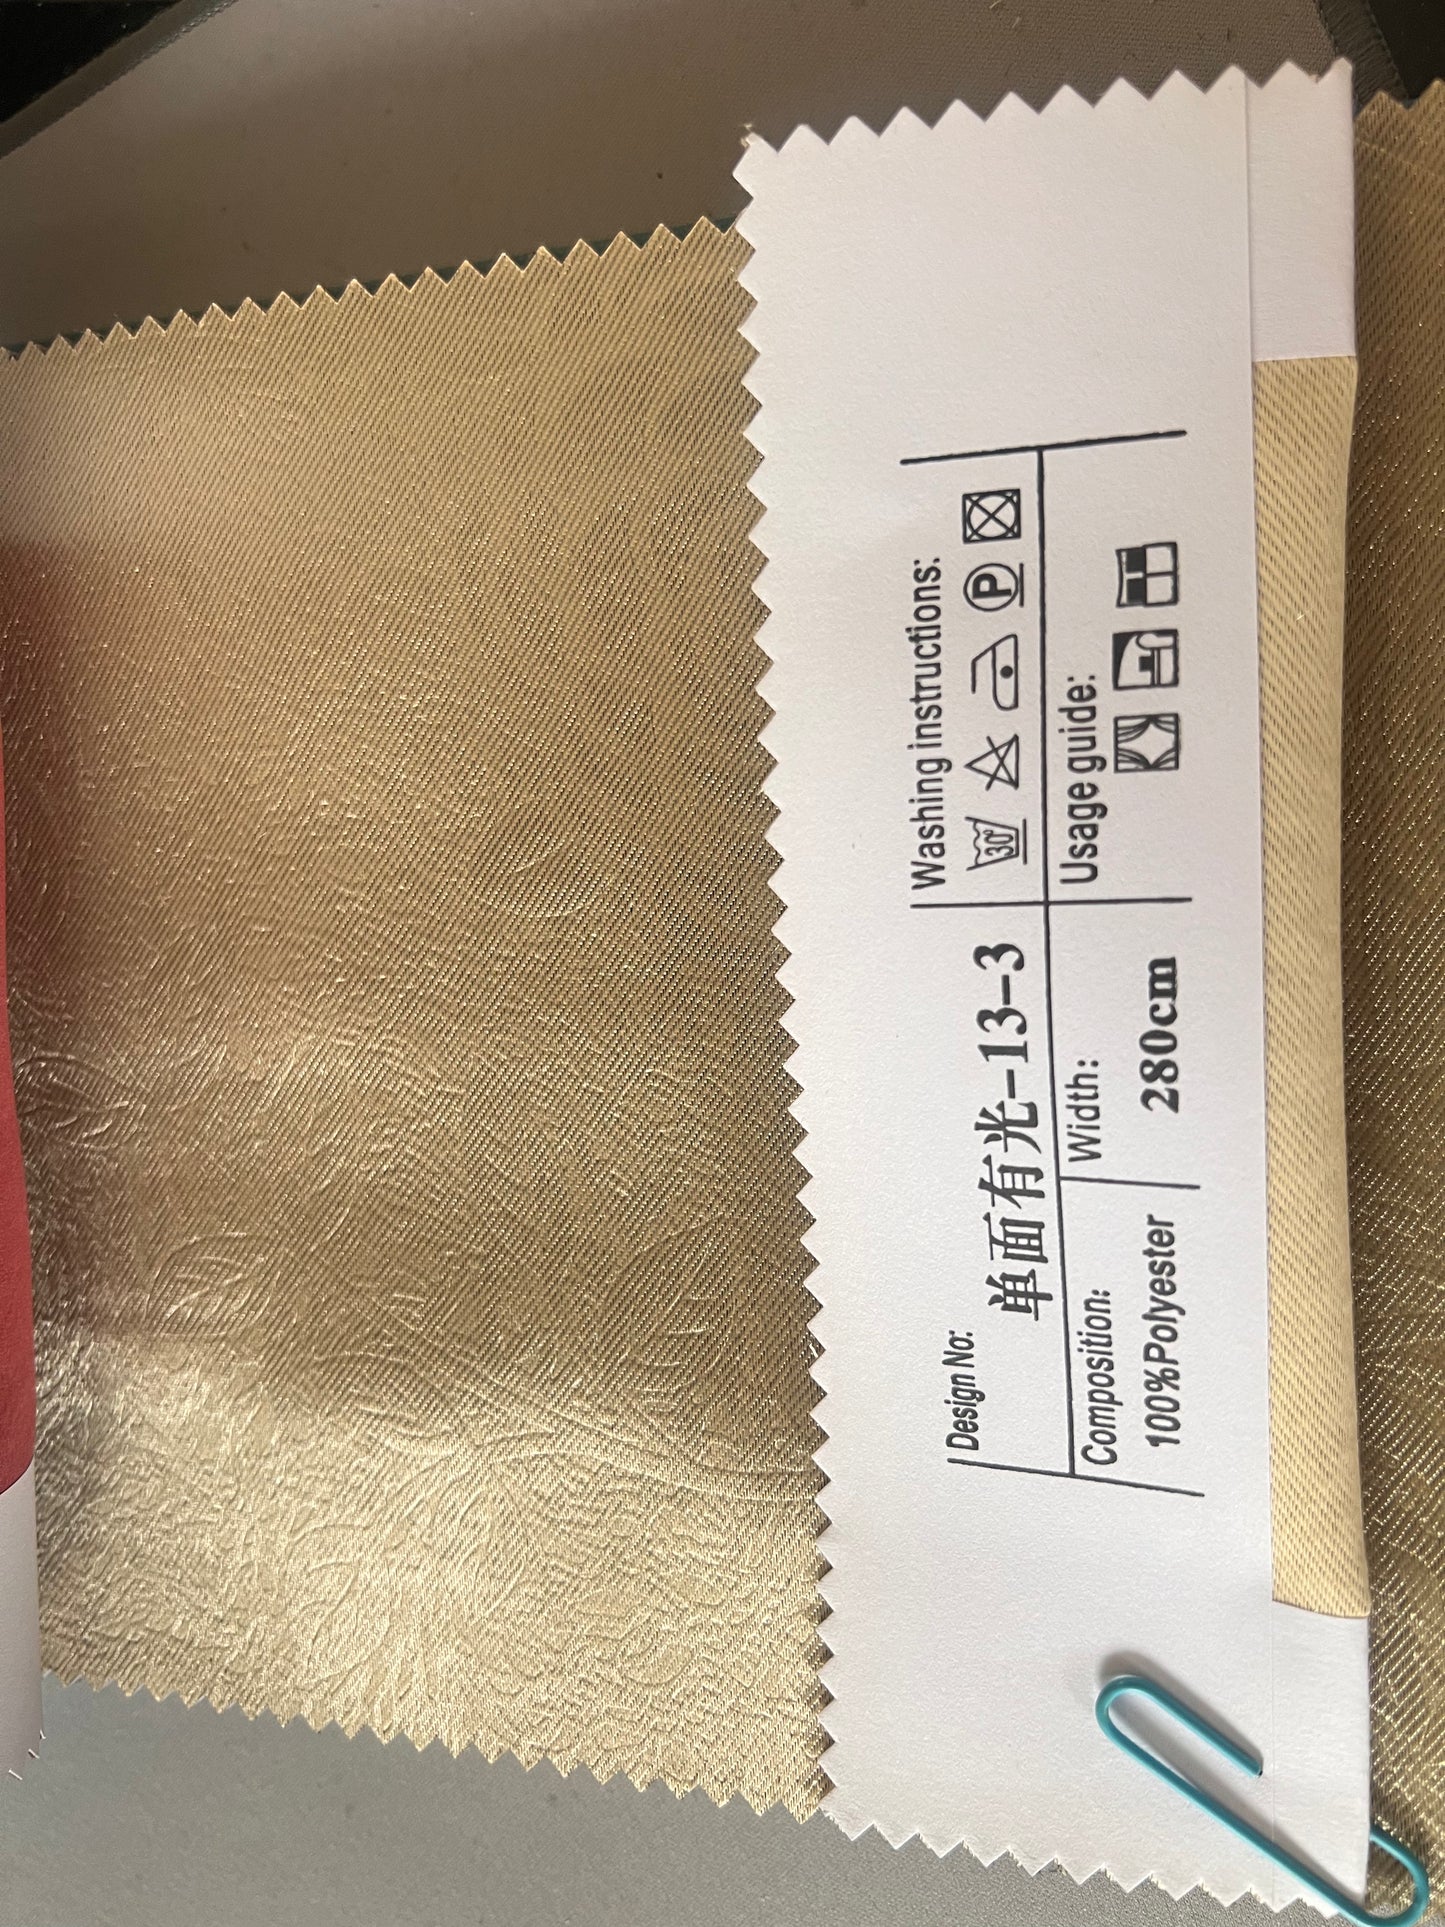 Design No:
单面有光-13-3
Washing instructions:
30°
P
Composition:
100%Polyester
Width:
280cm
Usage guide: